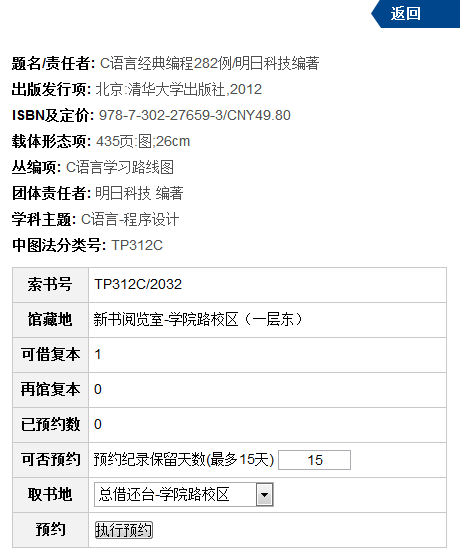 返回
题名/责任者: C语言经典编程282例/明日科技编著
出版发行项: 北京:清华大学出版社,2012
ISBN及定价: 978-7-302-27659-3/CNY49.80
载体形态项: 435页:图;26cm
丛编项: C语言学习路线图
团体责任者: 明日科技 编著
学科主题: C语言-程序设计
中图法分类号: TP312C
索书号 TP312C/2032
馆藏地 新书阅览室-学院路校区（一层东）
可借复本 1
再馆复本 0
已预约数 0
可否预约 预约纪录保留天数(最多15天) 15
取书地 总借还台-学院路校区
预约 执行预约